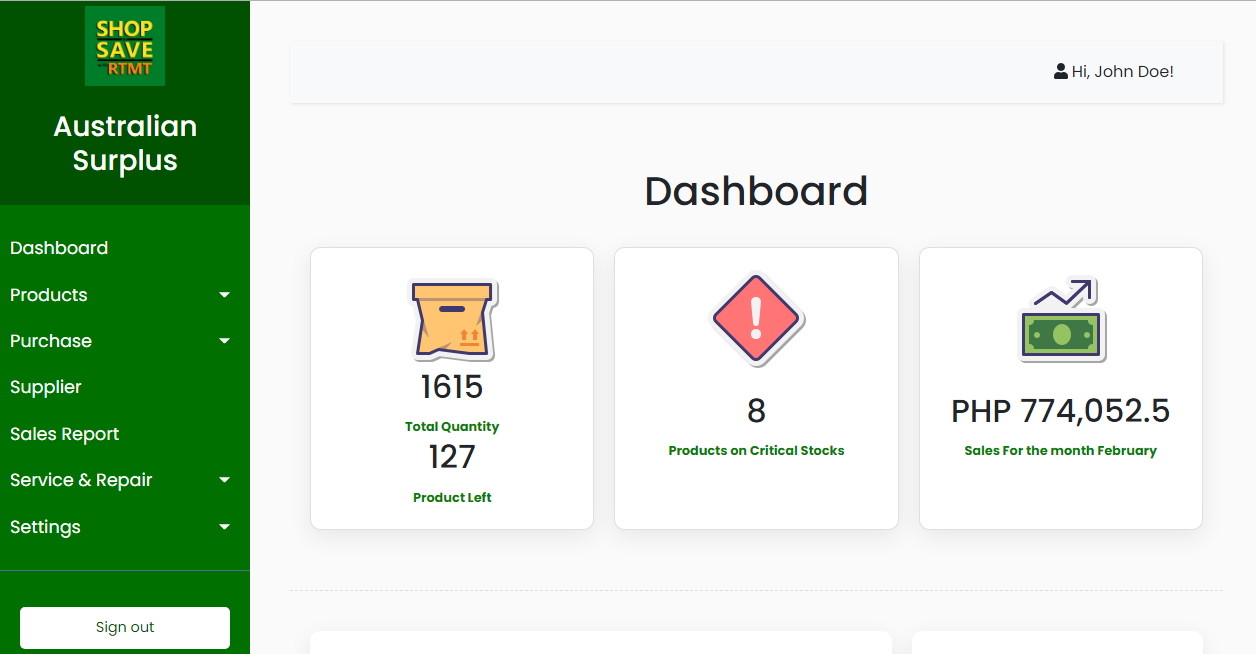 SHOP
SAVE
RTMT
Australian
Surplus
Dashboard
Products
Purchase
Supplier
Sales Report
Service & Repair
Settings
Sign out
Hi, John Doe!
Dashboard
1615
Total Quantity
127
Product Left
8
Products on Critical Stocks
PHP 774,052.5
Sales For the month February